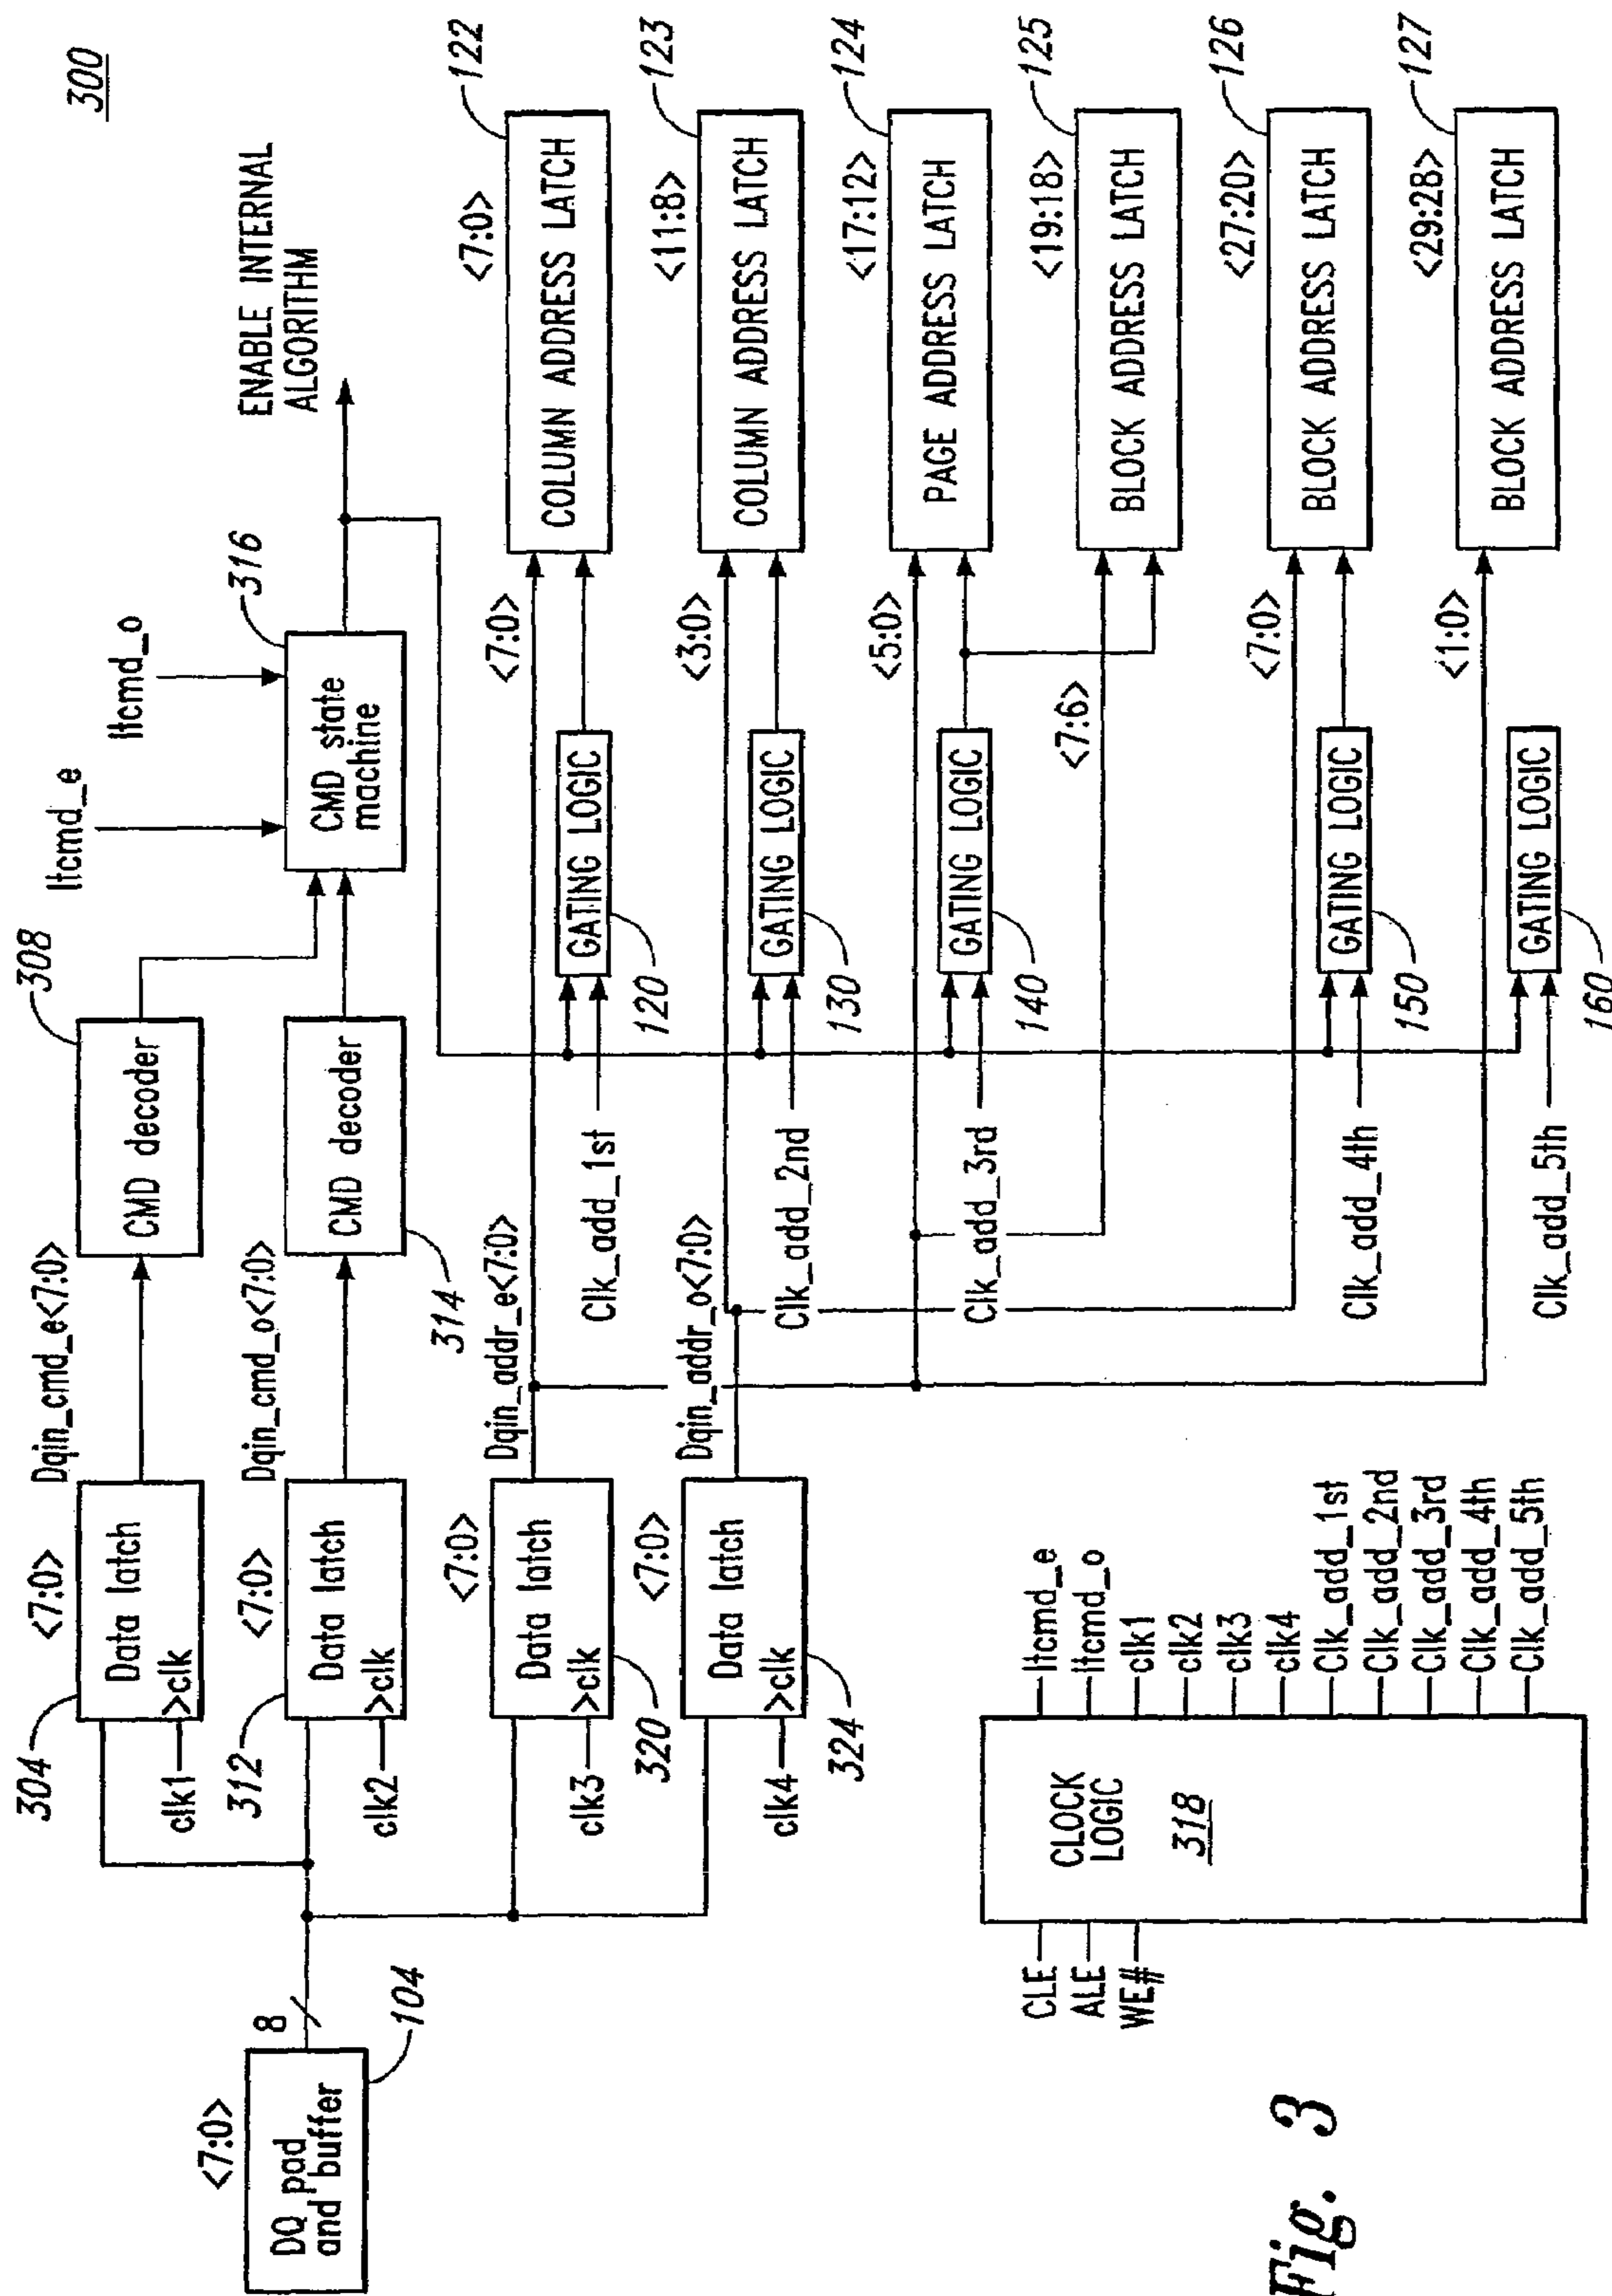 300
<7:0>
DQ pad
and buffer
104
8
304
<7:0>
Data latch
>clk
clk1
Dqin_cmd_e<7:0>
CMD decoder
308
ltcmd_e
ltcmd_o
312
<7:0>
Data latch
>clk
clk2
Dqin_cmd_o<7:0>
CMD decoder
314
CMD state
machine
316
ENABLE INTERNAL
ALGORITHM
<7:0>
Data latch
>clk
clk3
320
Dqin_addr_e<7:0>
<7:0>
Data latch
>clk
clk4
324
Dqin_addr_o<7:0>
Clk_add_1st
GATING LOGIC
120
<7:0>
<7:0>
COLUMN ADDRESS LATCH
122
Clk_add_2nd
GATING LOGIC
130
<3:0>
<11:8>
COLUMN ADDRESS LATCH
123
Clk_add_3rd
GATING LOGIC
140
<5:0>
<17:12>
PAGE ADDRESS LATCH
124
<7:6>
<19:18>
BLOCK ADDRESS LATCH
125
Clk_add_4th
GATING LOGIC
150
<7:0>
<27:20>
BLOCK ADDRESS LATCH
126
Clk_add_5th
GATING LOGIC
160
<1:0>
<29:28>
BLOCK ADDRESS LATCH
127
CLE
ALE
WE#
CLOCK
LOGIC
318
ltcmd_e
ltcmd_o
clk1
clk2
clk3
clk4
Clk_add_1st
Clk_add_2nd
Clk_add_3rd
Clk_add_4th
Clk_add_5th
Fig. 3